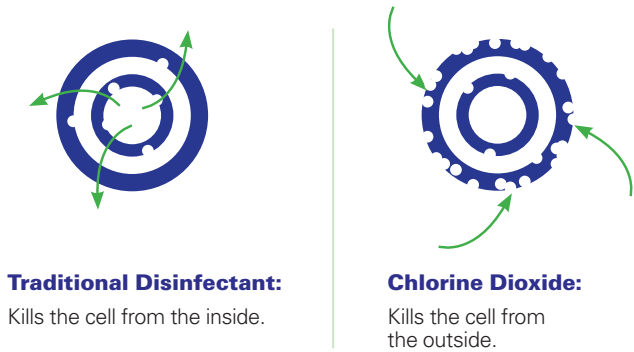 Traditional Disinfectant:
Kills the cell from the inside.
Chlorine Dioxide:
Kills the cell from
the outside.